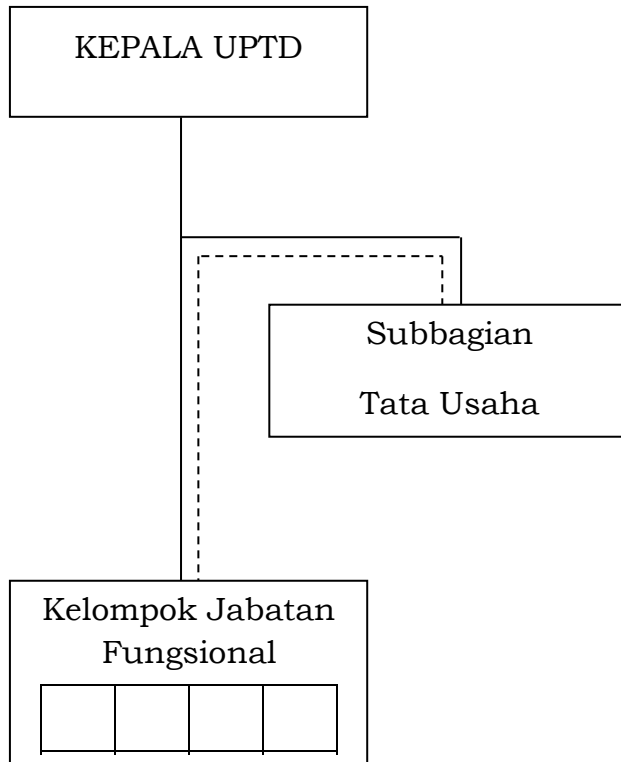 KEPALA UPTD
Subbagian
Tata Usaha
Kelompok Jabatan
Fungsional